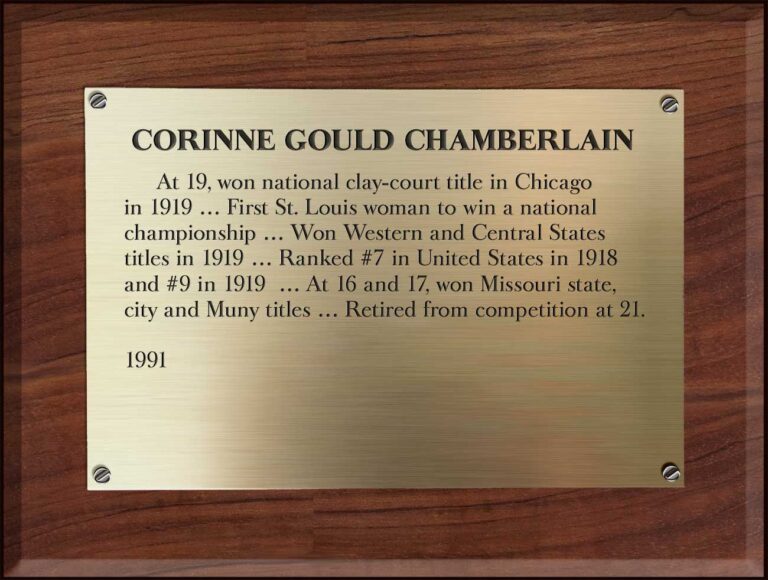 CORINNE GOULD CHAMBERLAIN
At 19, won national clay-court title in Chicago
in 1919 ... First St. Louis woman to win a national
championship ... Won Western and Central States
titles in 1919 ... Ranked #7 in United States in 1918
and #9 in 1919 ... At 16 and 17, won Missouri state,
city and Muny titles ... Retired from competition at 21.
1991